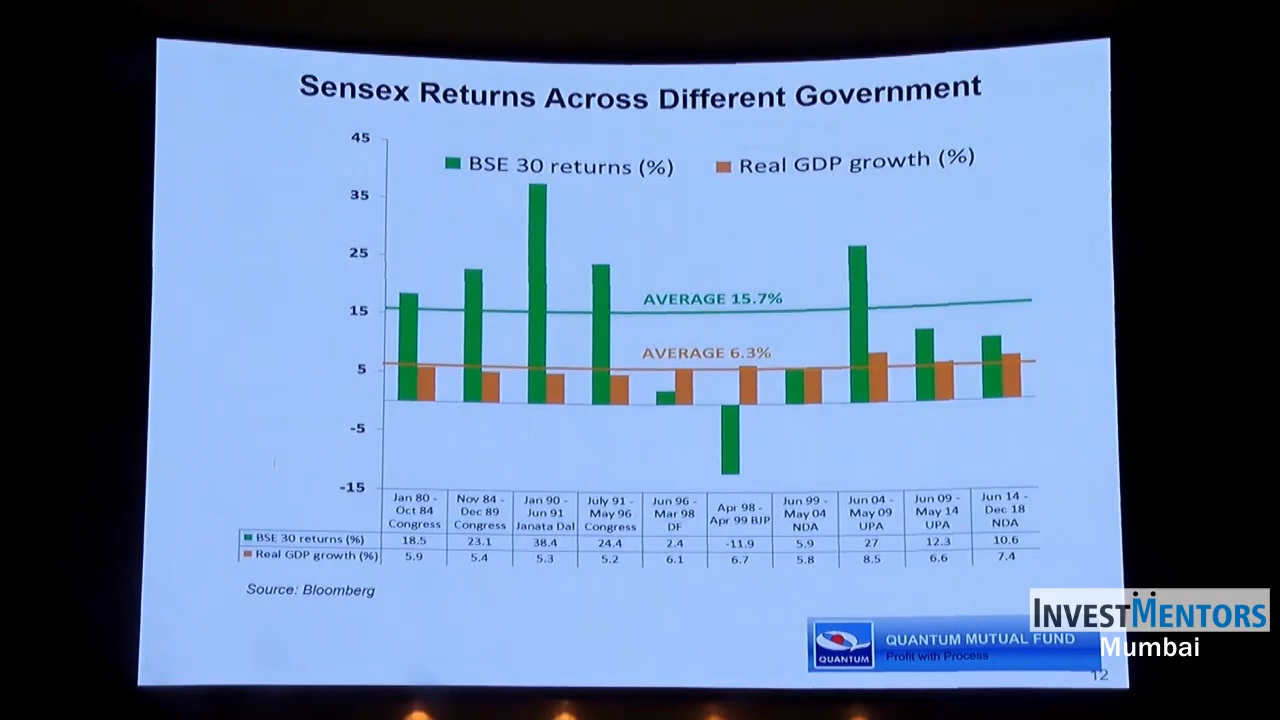 Sensex Returns Across Different Government
45
BSE 30 returns (%) Real GDP growth (%)
35
25
AVERAGE 15.7%
15
AVERAGE 6.3%
5
-5
-15
Jan 80 - Nov 84 - Jan 90 - July 91 - Jun 96 - Apr 98 - Jun 99 - Jun 04 - Jun 09 - Jun 14 -
Oct 84 Dec 89 Jun 91 May 96 Mar 98 Apr 99 BJP May 04 May 09 May 14 Dec 18
Congress Congress Janata Dal Congress DF NDA UPA UPA NDA
BSE 30 returns (%) 18.5 23.1 38.4 24.4 2.4 -11.9 5.9 27 12.3 10.6
Real GDP growth (%) 5.9 5.4 5.3 5.2 6.1 6.7 5.8 8.5 6.6 7.4
Source: Bloomberg
INVESTMENTORS
Mumbai
QUANTUM
QUANTUM MUTUAL FUND
Profit with Process
12